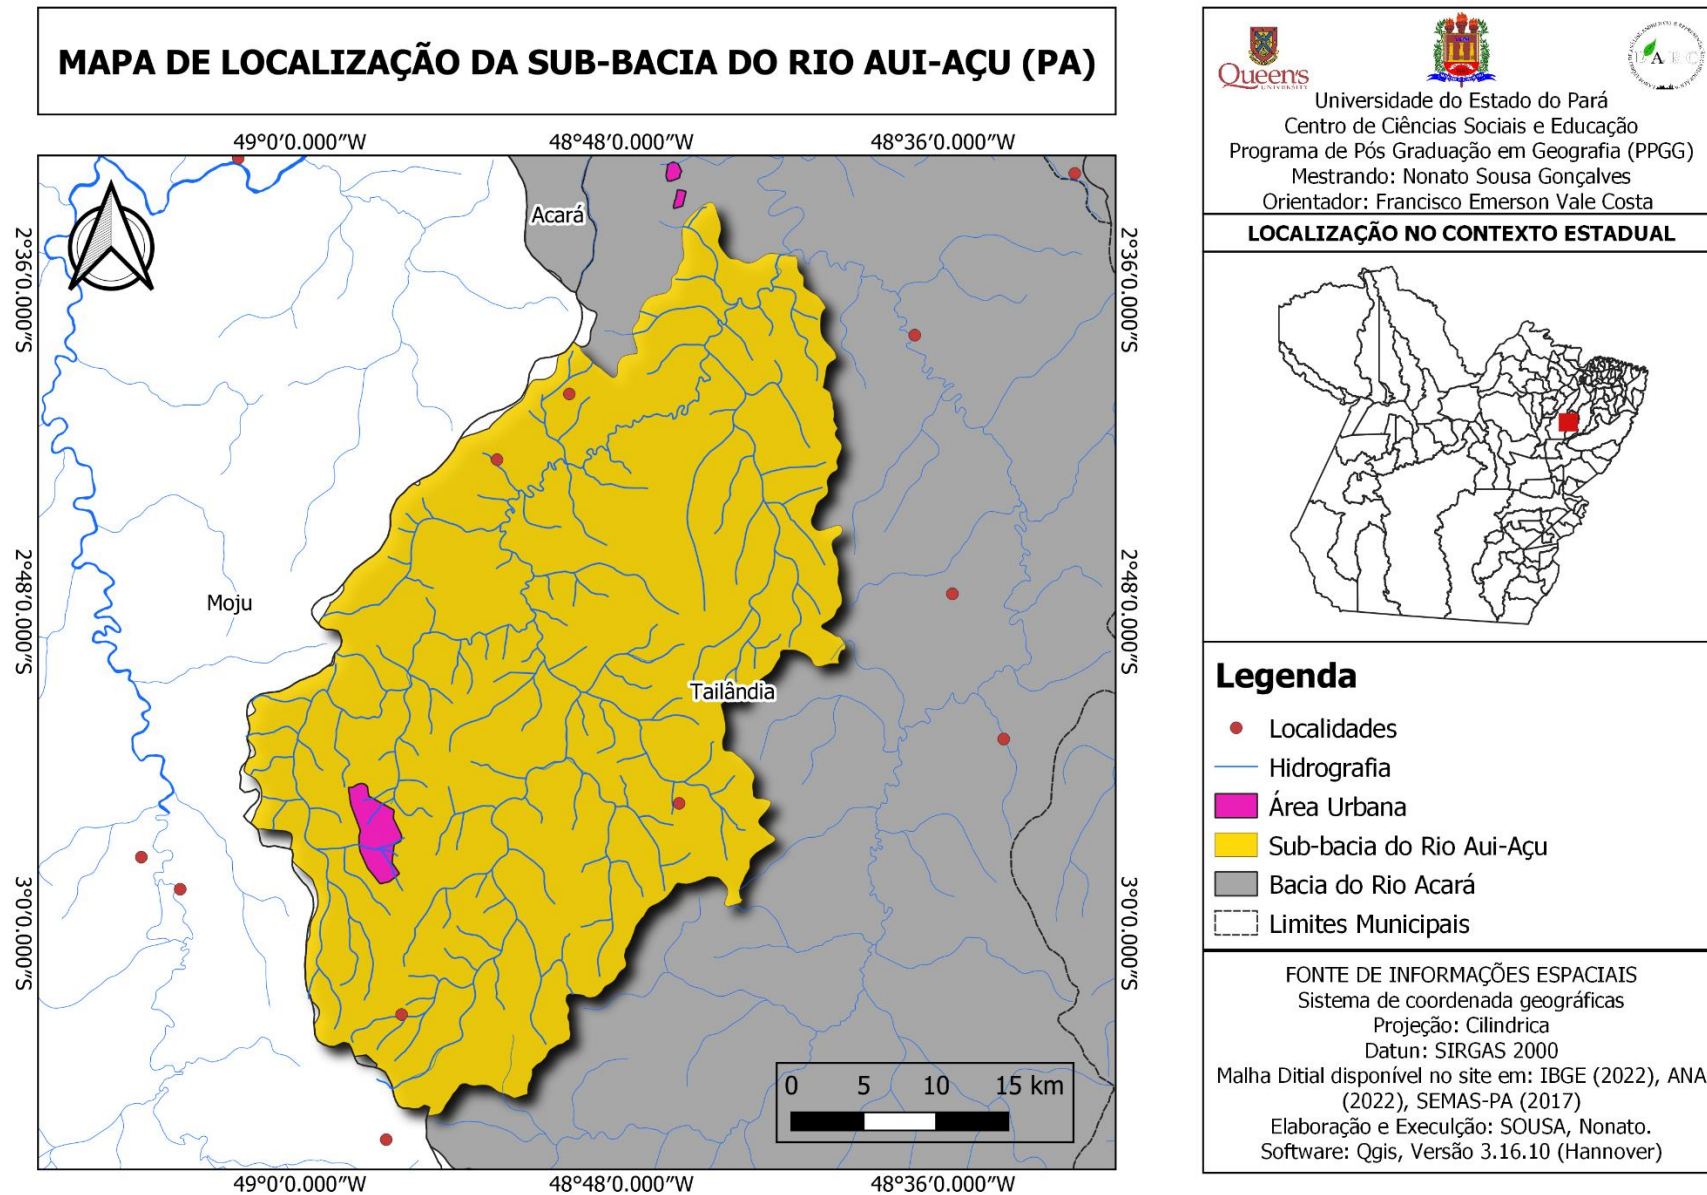 MAPA DE LOCALIZAÇÃO DA SUB-BACIA DO RIO AUI-AÇU (PA)
49°0'0.000"W
48°48'0.000"W
48°36'0.000"W
2°36'0.000"S
2°48'0.000"S
3°0'0.000"S
Acará
Moju
Tailândia
2°36'0.000"S
2°48'0.000"S
3°0'0.000"S
0 5 10 15 km
49°0'0.000"W
48°48'0.000"W
48°36'0.000"W
Queen's
UNIVERSITY
Universidade do Estado do Pará
Centro de Ciências Sociais e Educação
Programa de Pós Graduação em Geografia (PPGG)
Mestrando: Nonato Sousa Gonçalves
Orientador: Francisco Emerson Vale Costa
LOCALIZAÇÃO NO CONTEXTO ESTADUAL
Legenda
Localidades
Hidrografia
Área Urbana
Sub-bacia do Rio Aui-Açu
Bacia do Rio Acará
Limites Municipais
FONTE DE INFORMAÇÕES ESPACIAIS
Sistema de coordenada geográficas
Projeção: Cilindrica
Datun: SIRGAS 2000
Malha Ditial disponível no site em: IBGE (2022), ANA
(2022), SEMAS-PA (2017)
Elaboração e Execulção: SOUSA, Nonato.
Software: Qgis, Versão 3.16.10 (Hannover)